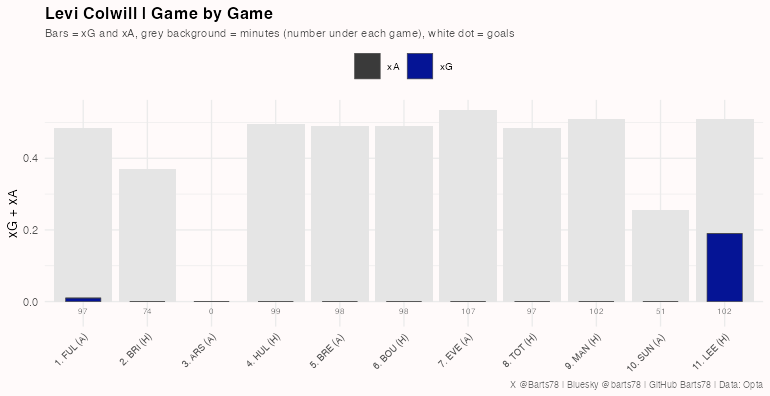 Levi Colwill | Game by Game
Bars = xG and xA, grey background = minutes (number under each game), white dot = goals
xA xG
xG + xA
0.4
0.2
0.0
97 74 0 99 98 98 107 97 102 51 102
1. FUL (A) 2. BRI (H) 3. ARS (A) 4. HUL (H) 5. BRE (A) 6. BOU (H) 7. EVE (A) 8. TOT (H) 9. MAN (H) 10. SUN (A) 11. LEE (H)
X @Barts78 | Bluesky @barts78 | GitHub Barts78 | Data: Opta